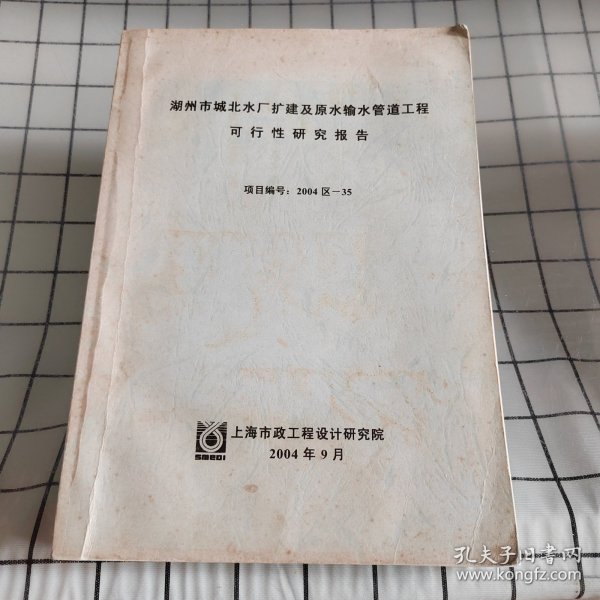 湖州市城北水厂扩建及原水输水管道工程
可行性研究报告
项目编号：2004 区－35
SMEDI
上海市政工程设计研究院
2004 年 9 月
孔夫子旧书网
www.kongfz.com